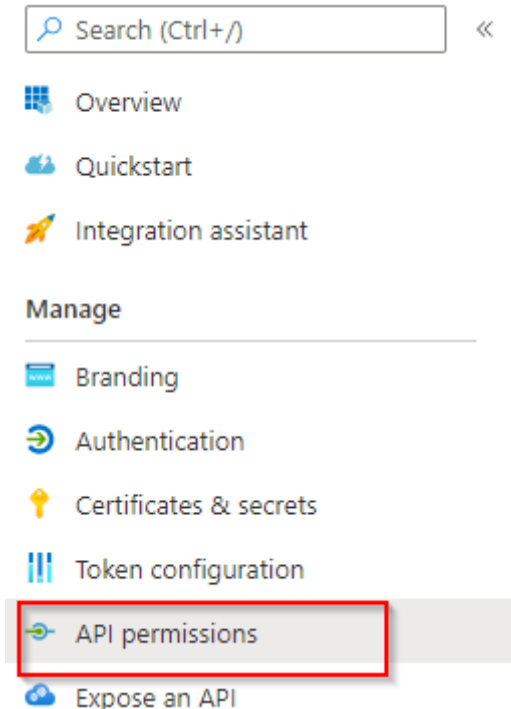 Search (Ctrl+/)
Overview
Quickstart
Integration assistant
Manage
Branding
Authentication
Certificates & secrets
Token configuration
API permissions
Expose an API